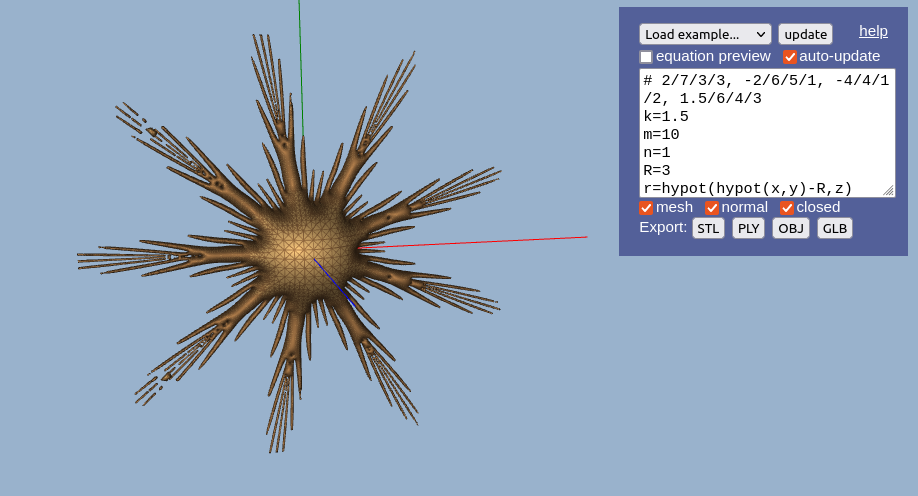 Load example... update help
equation preview auto-update
# 2/7/3/3, -2/6/5/1, -4/4/1
/2, 1.5/6/4/3
k=1.5
m=10
n=1
R=3
r=hypot(hypot(x,y)-R,z)
mesh normal closed
Export: STL PLY OBJ GLB